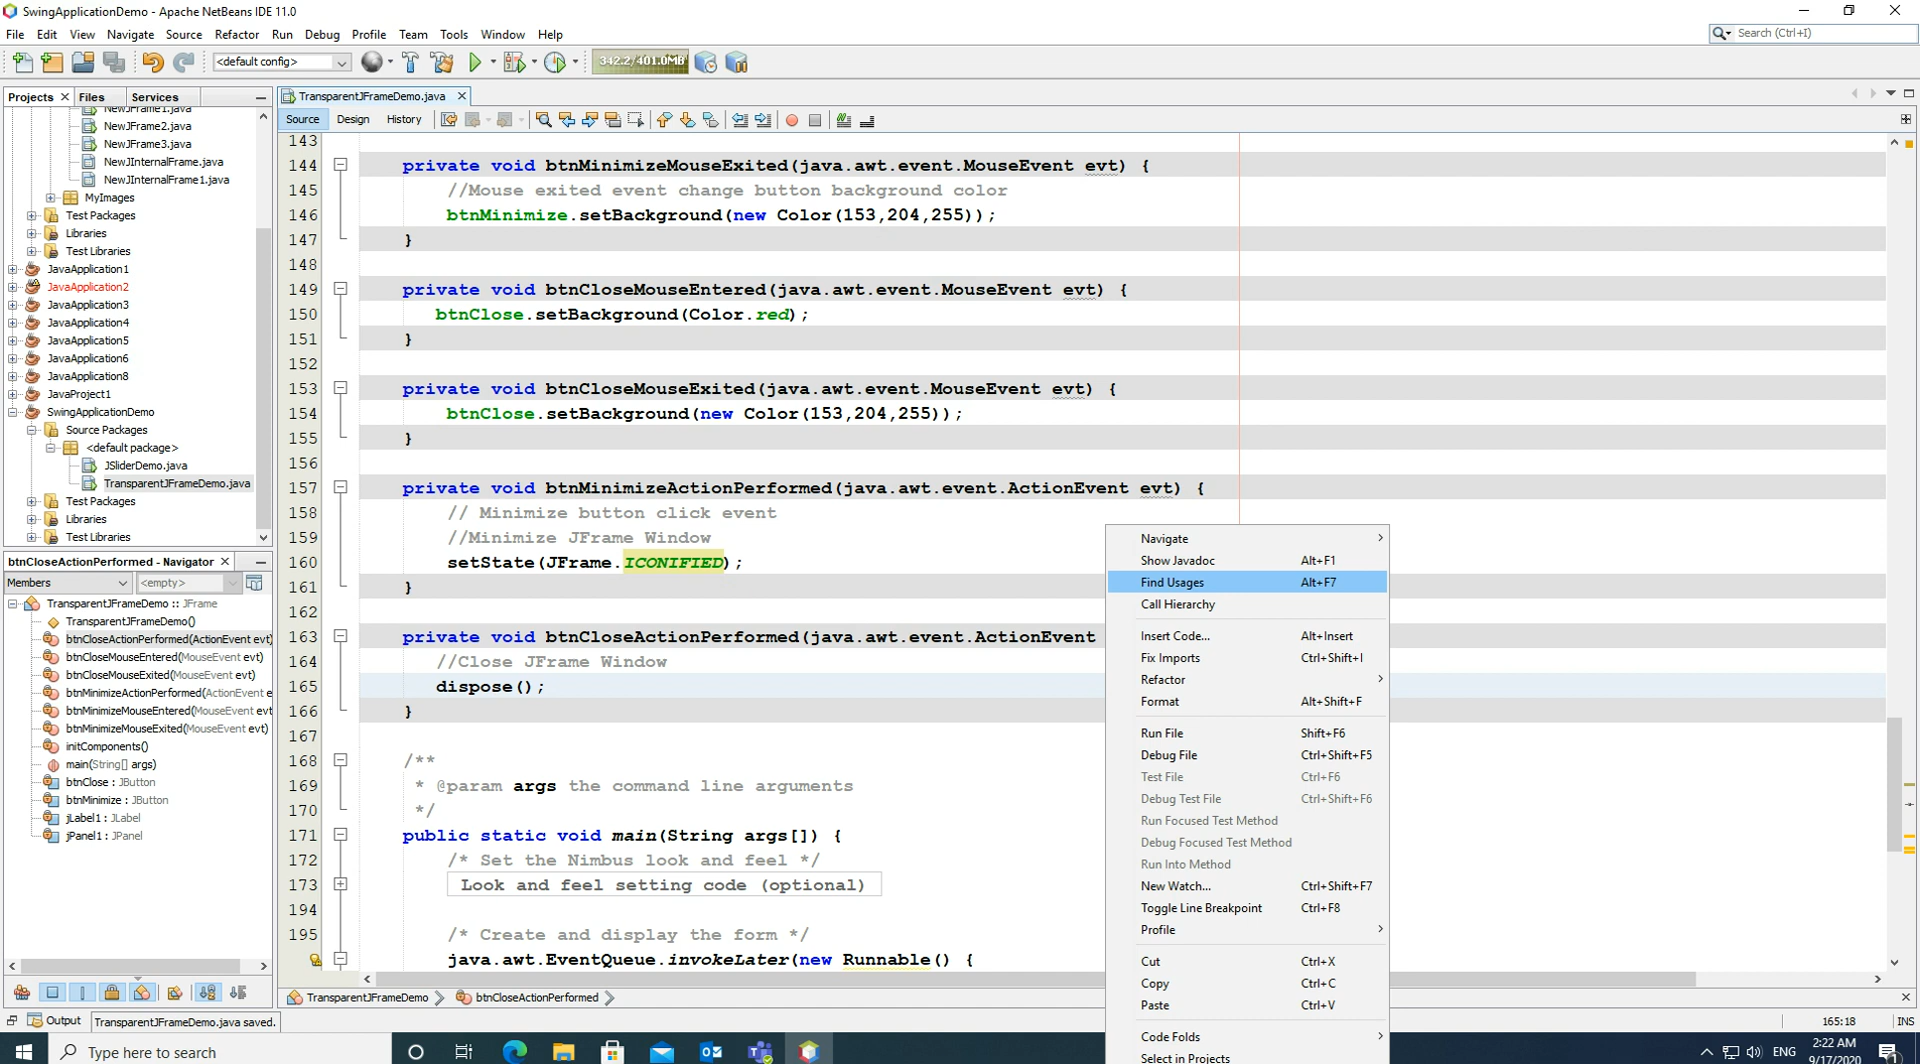 SwingApplicationDemo - Apache NetBeans IDE 11.0
File Edit View Navigate Source Refactor Run Debug Profile Team Tools Window Help
Search (Ctrl+I)
<default config>
342.2/401.0MB
Projects Files Services
TransparentJFrameDemo.java
Source Design History
NewJFrame1.java
NewJFrame2.java
NewJFrame3.java
NewJInternalFrame.java
NewJInternalFrame1.java
MyImages
Test Packages
Libraries
Test Libraries
JavaApplication1
JavaApplication2
JavaApplication3
JavaApplication4
JavaApplication5
JavaApplication6
JavaApplication8
JavaProject1
SwingApplicationDemo
Source Packages
<default package>
JSliderDemo.java
TransparentJFrameDemo.java
Test Packages
Libraries
Test Libraries
btnCloseActionPerformed - Navigator
Members <empty>
TransparentJFrameDemo :: JFrame
TransparentJFrameDemo()
btnCloseActionPerformed(ActionEvent evt)
btnCloseMouseEntered(MouseEvent evt)
btnCloseMouseExited(MouseEvent evt)
btnMinimizeActionPerformed(ActionEvent e
btnMinimizeMouseEntered(MouseEvent evt
btnMinimizeMouseExited(MouseEvent evt)
initComponents()
main(String[] args)
btnClose : JButton
btnMinimize : JButton
jLabel1 : JLabel
jPanel1 : JPanel
143
144 private void btnMinimizeMouseExited(java.awt.event.MouseEvent evt) {
145 //Mouse exited event change button background color
146 btnMinimize.setBackground(new Color(153,204,255));
147 }
148
149 private void btnCloseMouseEntered(java.awt.event.MouseEvent evt) {
150 btnClose.setBackground(Color.red);
151 }
152
153 private void btnCloseMouseExited(java.awt.event.MouseEvent evt) {
154 btnClose.setBackground(new Color(153,204,255));
155 }
156
157 private void btnMinimizeActionPerformed(java.awt.event.ActionEvent evt) {
158 // Minimize button click event
159 //Minimize JFrame Window
160 setState(JFrame.ICONIFIED);
161 }
162
163 private void btnCloseActionPerformed(java.awt.event.ActionEvent
164 //Close JFrame Window
165 dispose();
166 }
167
168 /**
169 * @param args the command line arguments
170 */
171 public static void main(String args[]) {
172 /* Set the Nimbus look and feel */
173 Look and feel setting code (optional)
194
195 /* Create and display the form */
java.awt.EventQueue.invokeLater(new Runnable() {
Navigate
Show Javadoc Alt+F1
Find Usages Alt+F7
Call Hierarchy
Insert Code... Alt+Insert
Fix Imports Ctrl+Shift+I
Refactor
Format Alt+Shift+F
Run File Shift+F6
Debug File Ctrl+Shift+F5
Test File Ctrl+F6
Debug Test File Ctrl+Shift+F6
Run Focused Test Method
Debug Focused Test Method
Run Into Method
New Watch... Ctrl+Shift+F7
Toggle Line Breakpoint Ctrl+F8
Profile
Cut Ctrl+X
Copy Ctrl+C
Paste Ctrl+V
Code Folds
Select in Projects
TransparentJFrameDemo btnCloseActionPerformed
Output TransparentJFrameDemo.java saved.
165:18 INS
Type here to search
ENG
2:22 AM
9/17/2020
1